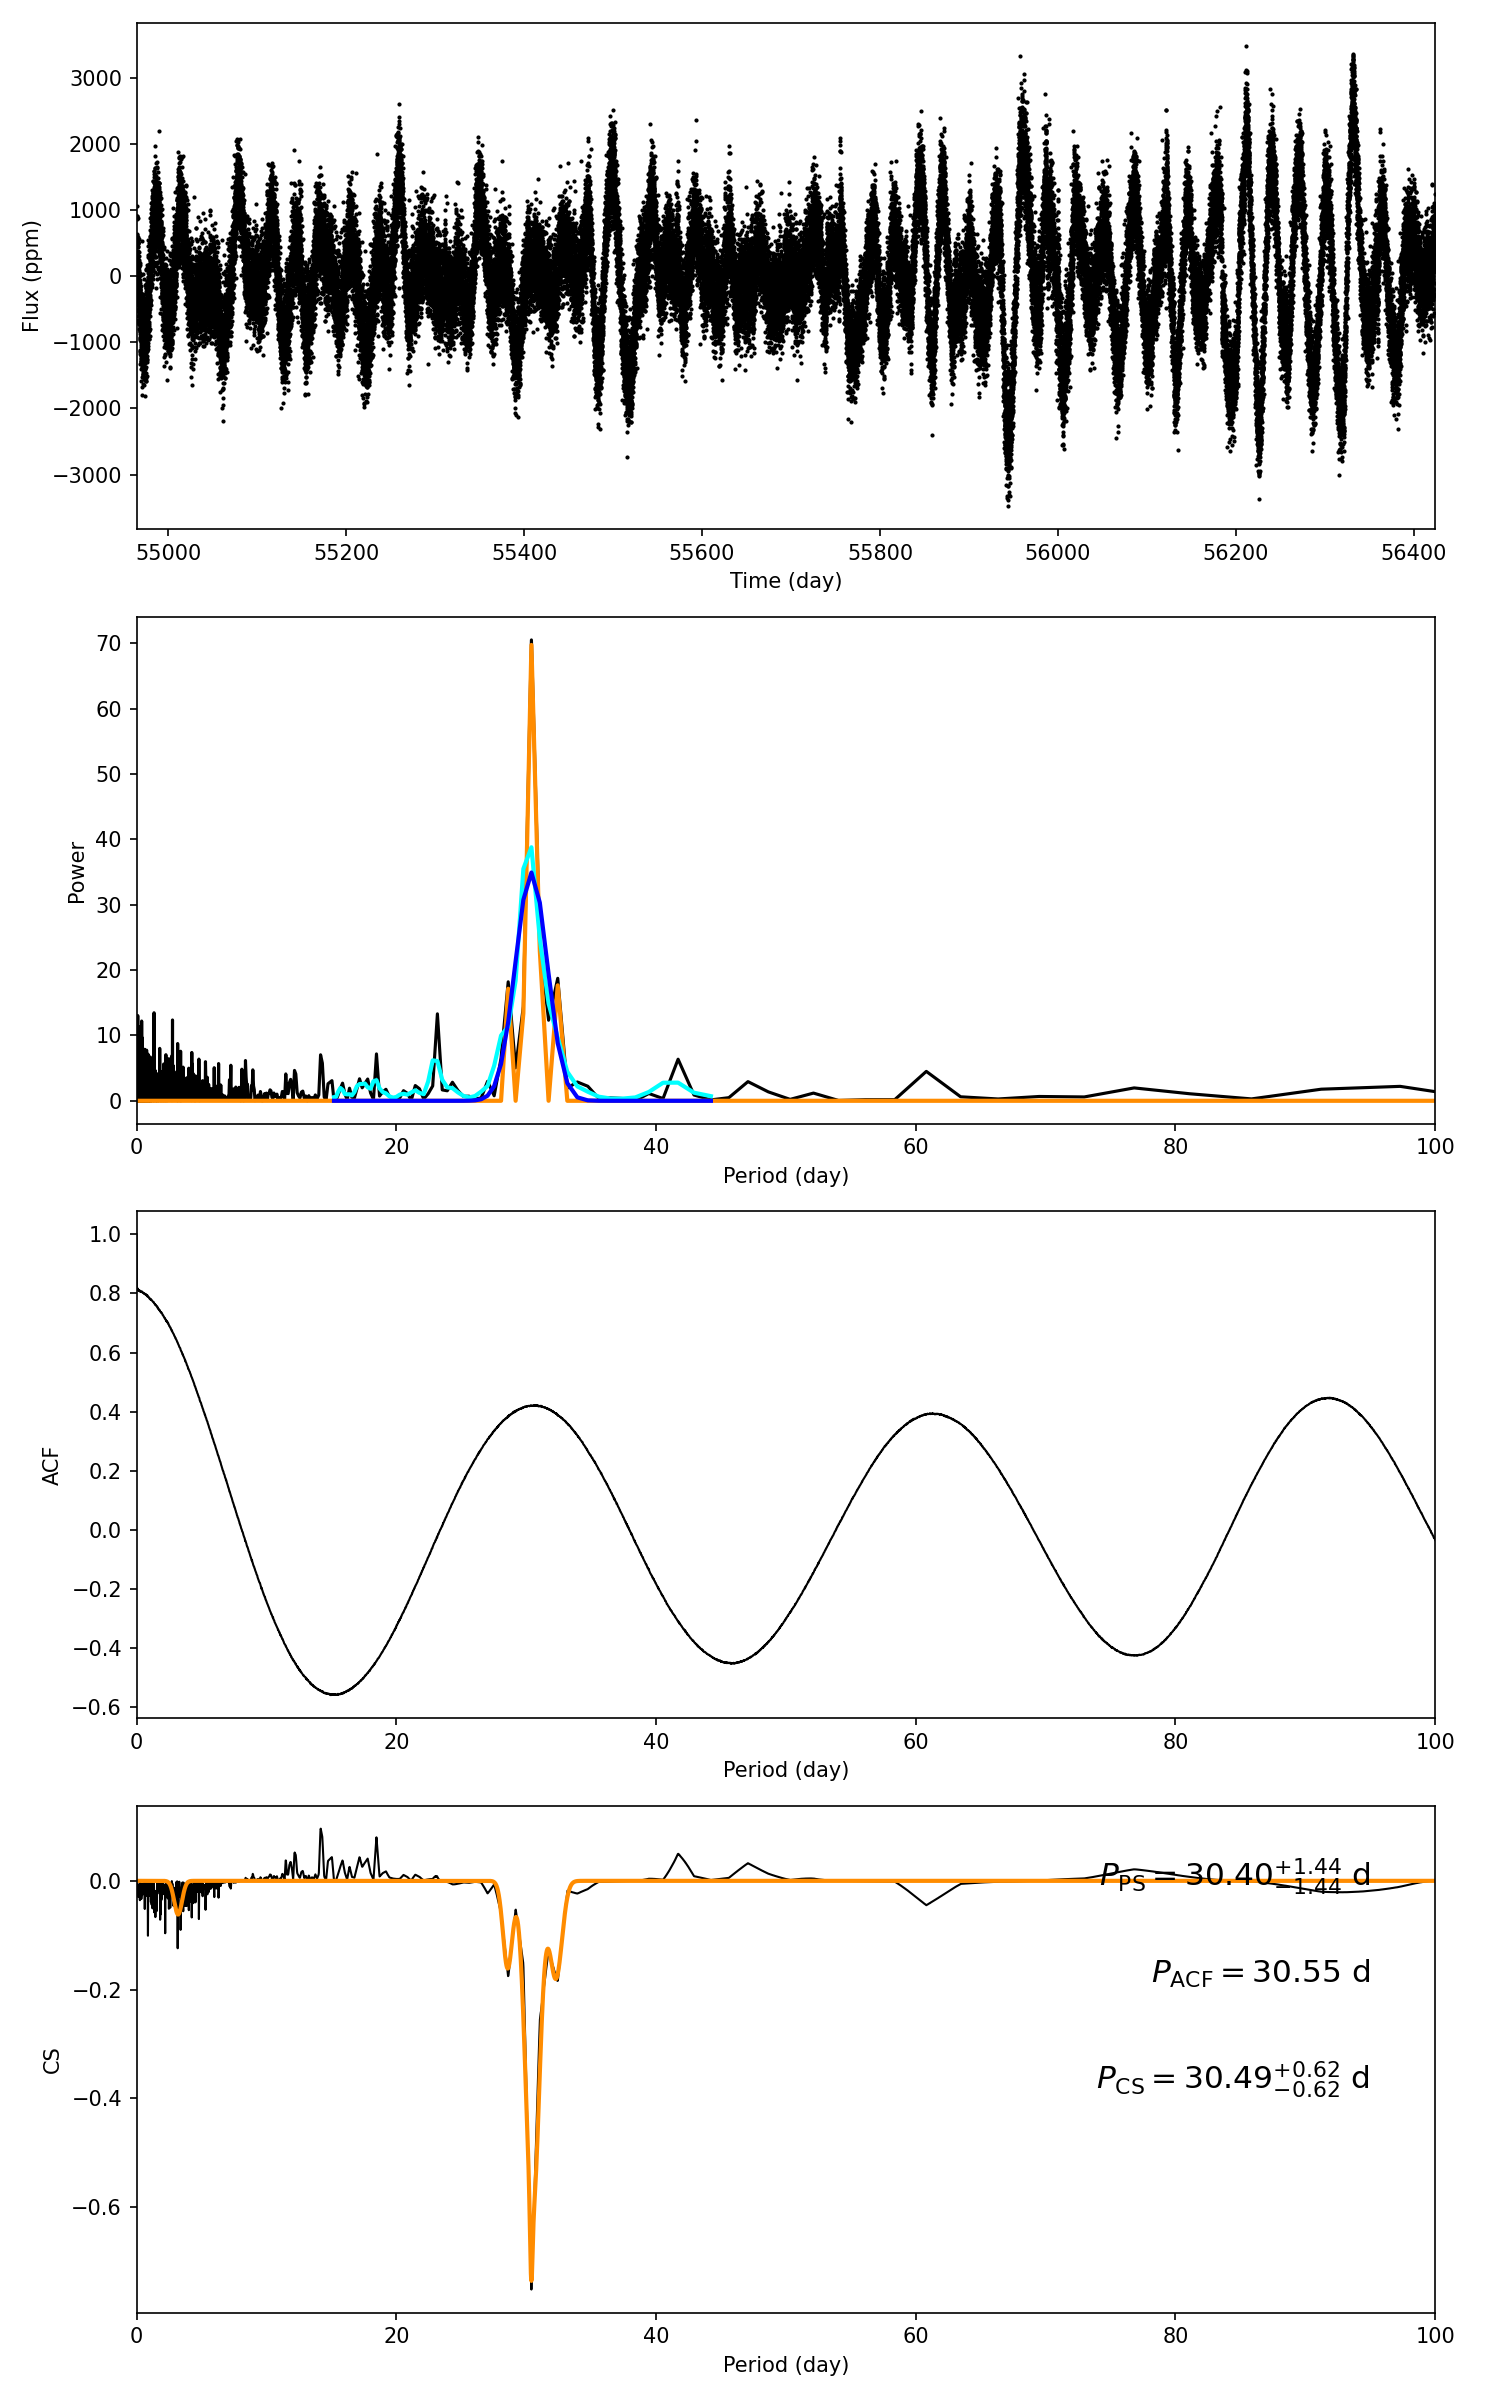 3000
2000
1000
0
−1000
−2000
−3000
Flux (ppm)
55000 55200 55400 55600 55800 56000 56200 56400
Time (day)
70
60
50
40
30
20
10
0
Power
0 20 40 60 80 100
Period (day)
1.0
0.8
0.6
0.4
0.2
0.0
−0.2
−0.4
−0.6
ACF
0 20 40 60 80 100
Period (day)
0.0
−0.2
−0.4
−0.6
CS
P_PS = 30.40 +1.44 −1.44 d
P_ACF = 30.55 d
P_CS = 30.49 +0.62 −0.62 d
0 20 40 60 80 100
Period (day)